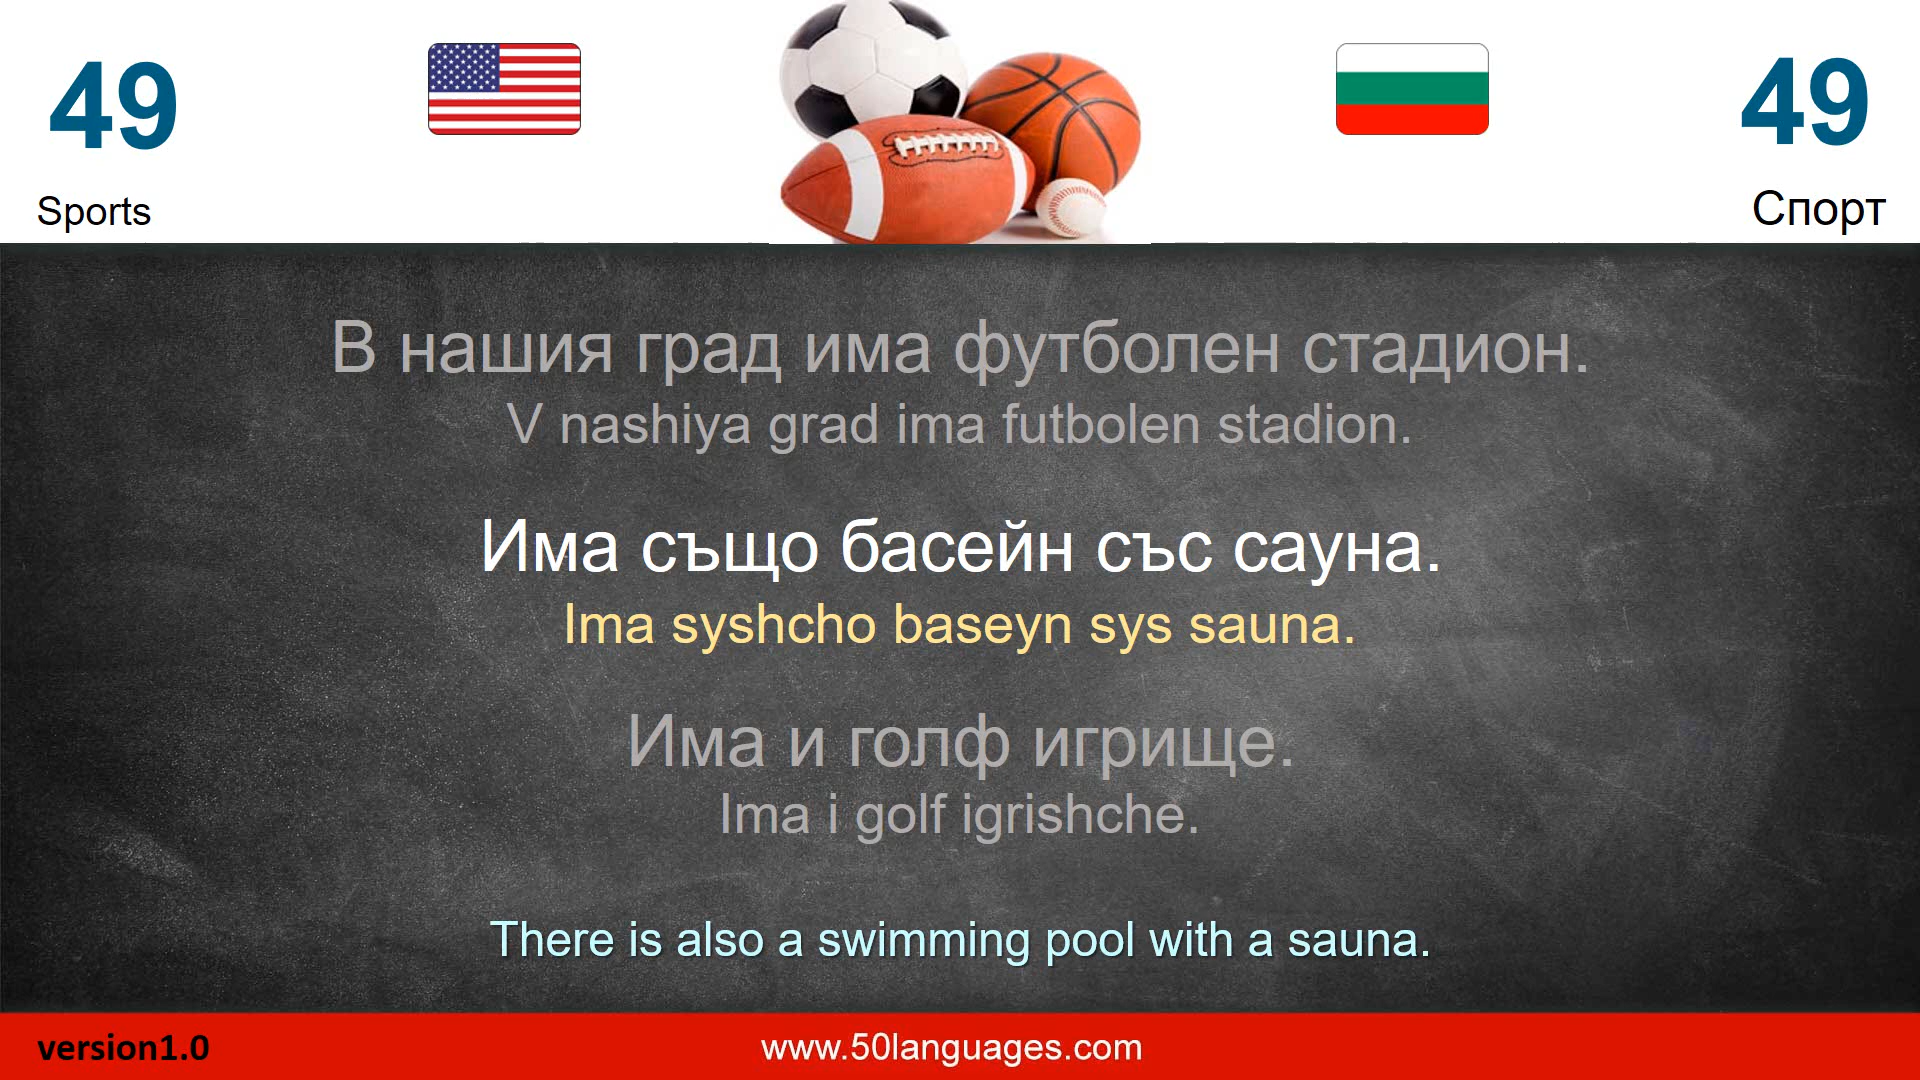 49
49
Sports
Спорт
В нашия град има футболен стадион.
V nashiya grad ima futbolen stadion.
Има също басейн със сауна.
Ima syshcho baseyn sys sauna.
Има и голф игрище.
Ima i golf igrishche.
There is also a swimming pool with a sauna.
version1.0
www.50languages.com